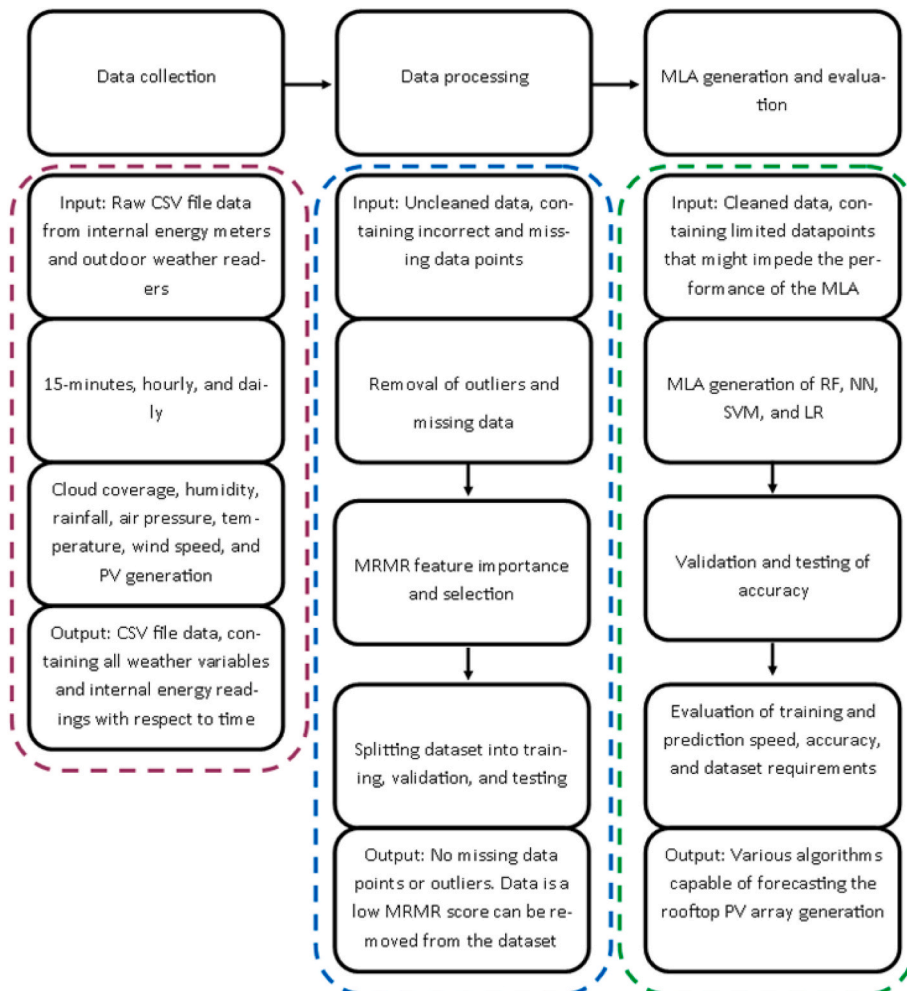 Data collection
Data processing
MLA generation and evalua-
tion
Input: Raw CSV file data
from internal energy meters
and outdoor weather read-
ers
15-minutes, hourly, and dai-
ly
Cloud coverage, humidity,
rainfall, air pressure, tem-
perature, wind speed, and
PV generation
Output: CSV file data, con-
taining all weather variables
and internal energy read-
ings with respect to time
Input: Uncleaned data, con-
taining incorrect and miss-
ing data points
Removal of outliers and
missing data
MRMR feature importance
and selection
Splitting dataset into train-
ing, validation, and testing
Output: No missing data
points or outliers. Data is a
low MRMR score can be re-
moved from the dataset
Input: Cleaned data, con-
taining limited datapoints
that might impede the per-
formance of the MLA
MLA generation of RF, NN,
SVM, and LR
Validation and testing of
accuracy
Evaluation of training and
prediction speed, accuracy,
and dataset requirements
Output: Various algorithms
capable of forecasting the
rooftop PV array generation